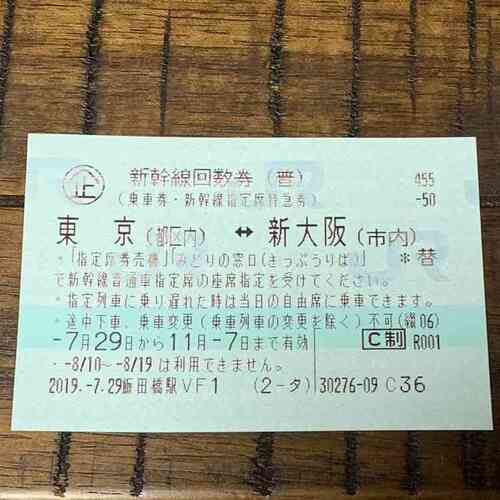 企 新幹線回数券(普) 455
(乗車券・新幹線指定席特急券) -50
東 京(都区内) ↔ 新大阪(市内)
*「指定席券売機」「みどりの窓口(きっぷうりば)」 *替
で新幹線普通車指定席の座席指定を受けてください。
・指定列車に乗り遅れた時は当日の自由席に乗車できます。
*途中下車、乗車変更(乗車列車の変更を除く)不可(綴06)
-7月29日から11月-7日まで有効 C制 R001
・-8/10~-8/19は利用できません。
2019.-7.29飯田橋駅VF1 (2-タ) 30276-09 C36